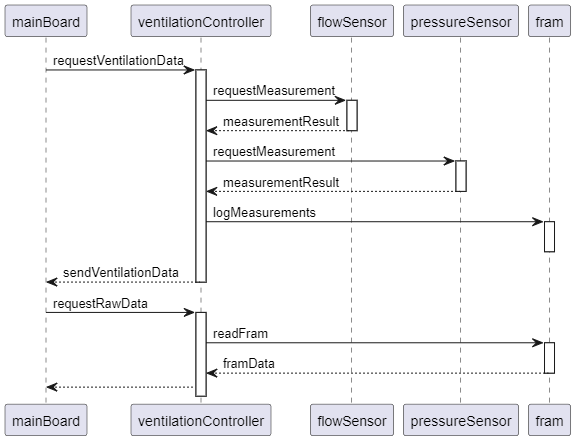 mainBoard ventilationController flowSensor pressureSensor fram
requestVentilationData
requestMeasurement
measurementResult
requestMeasurement
measurementResult
logMeasurements
sendVentilationData
requestRawData
readFram
framData
mainBoard ventilationController flowSensor pressureSensor fram